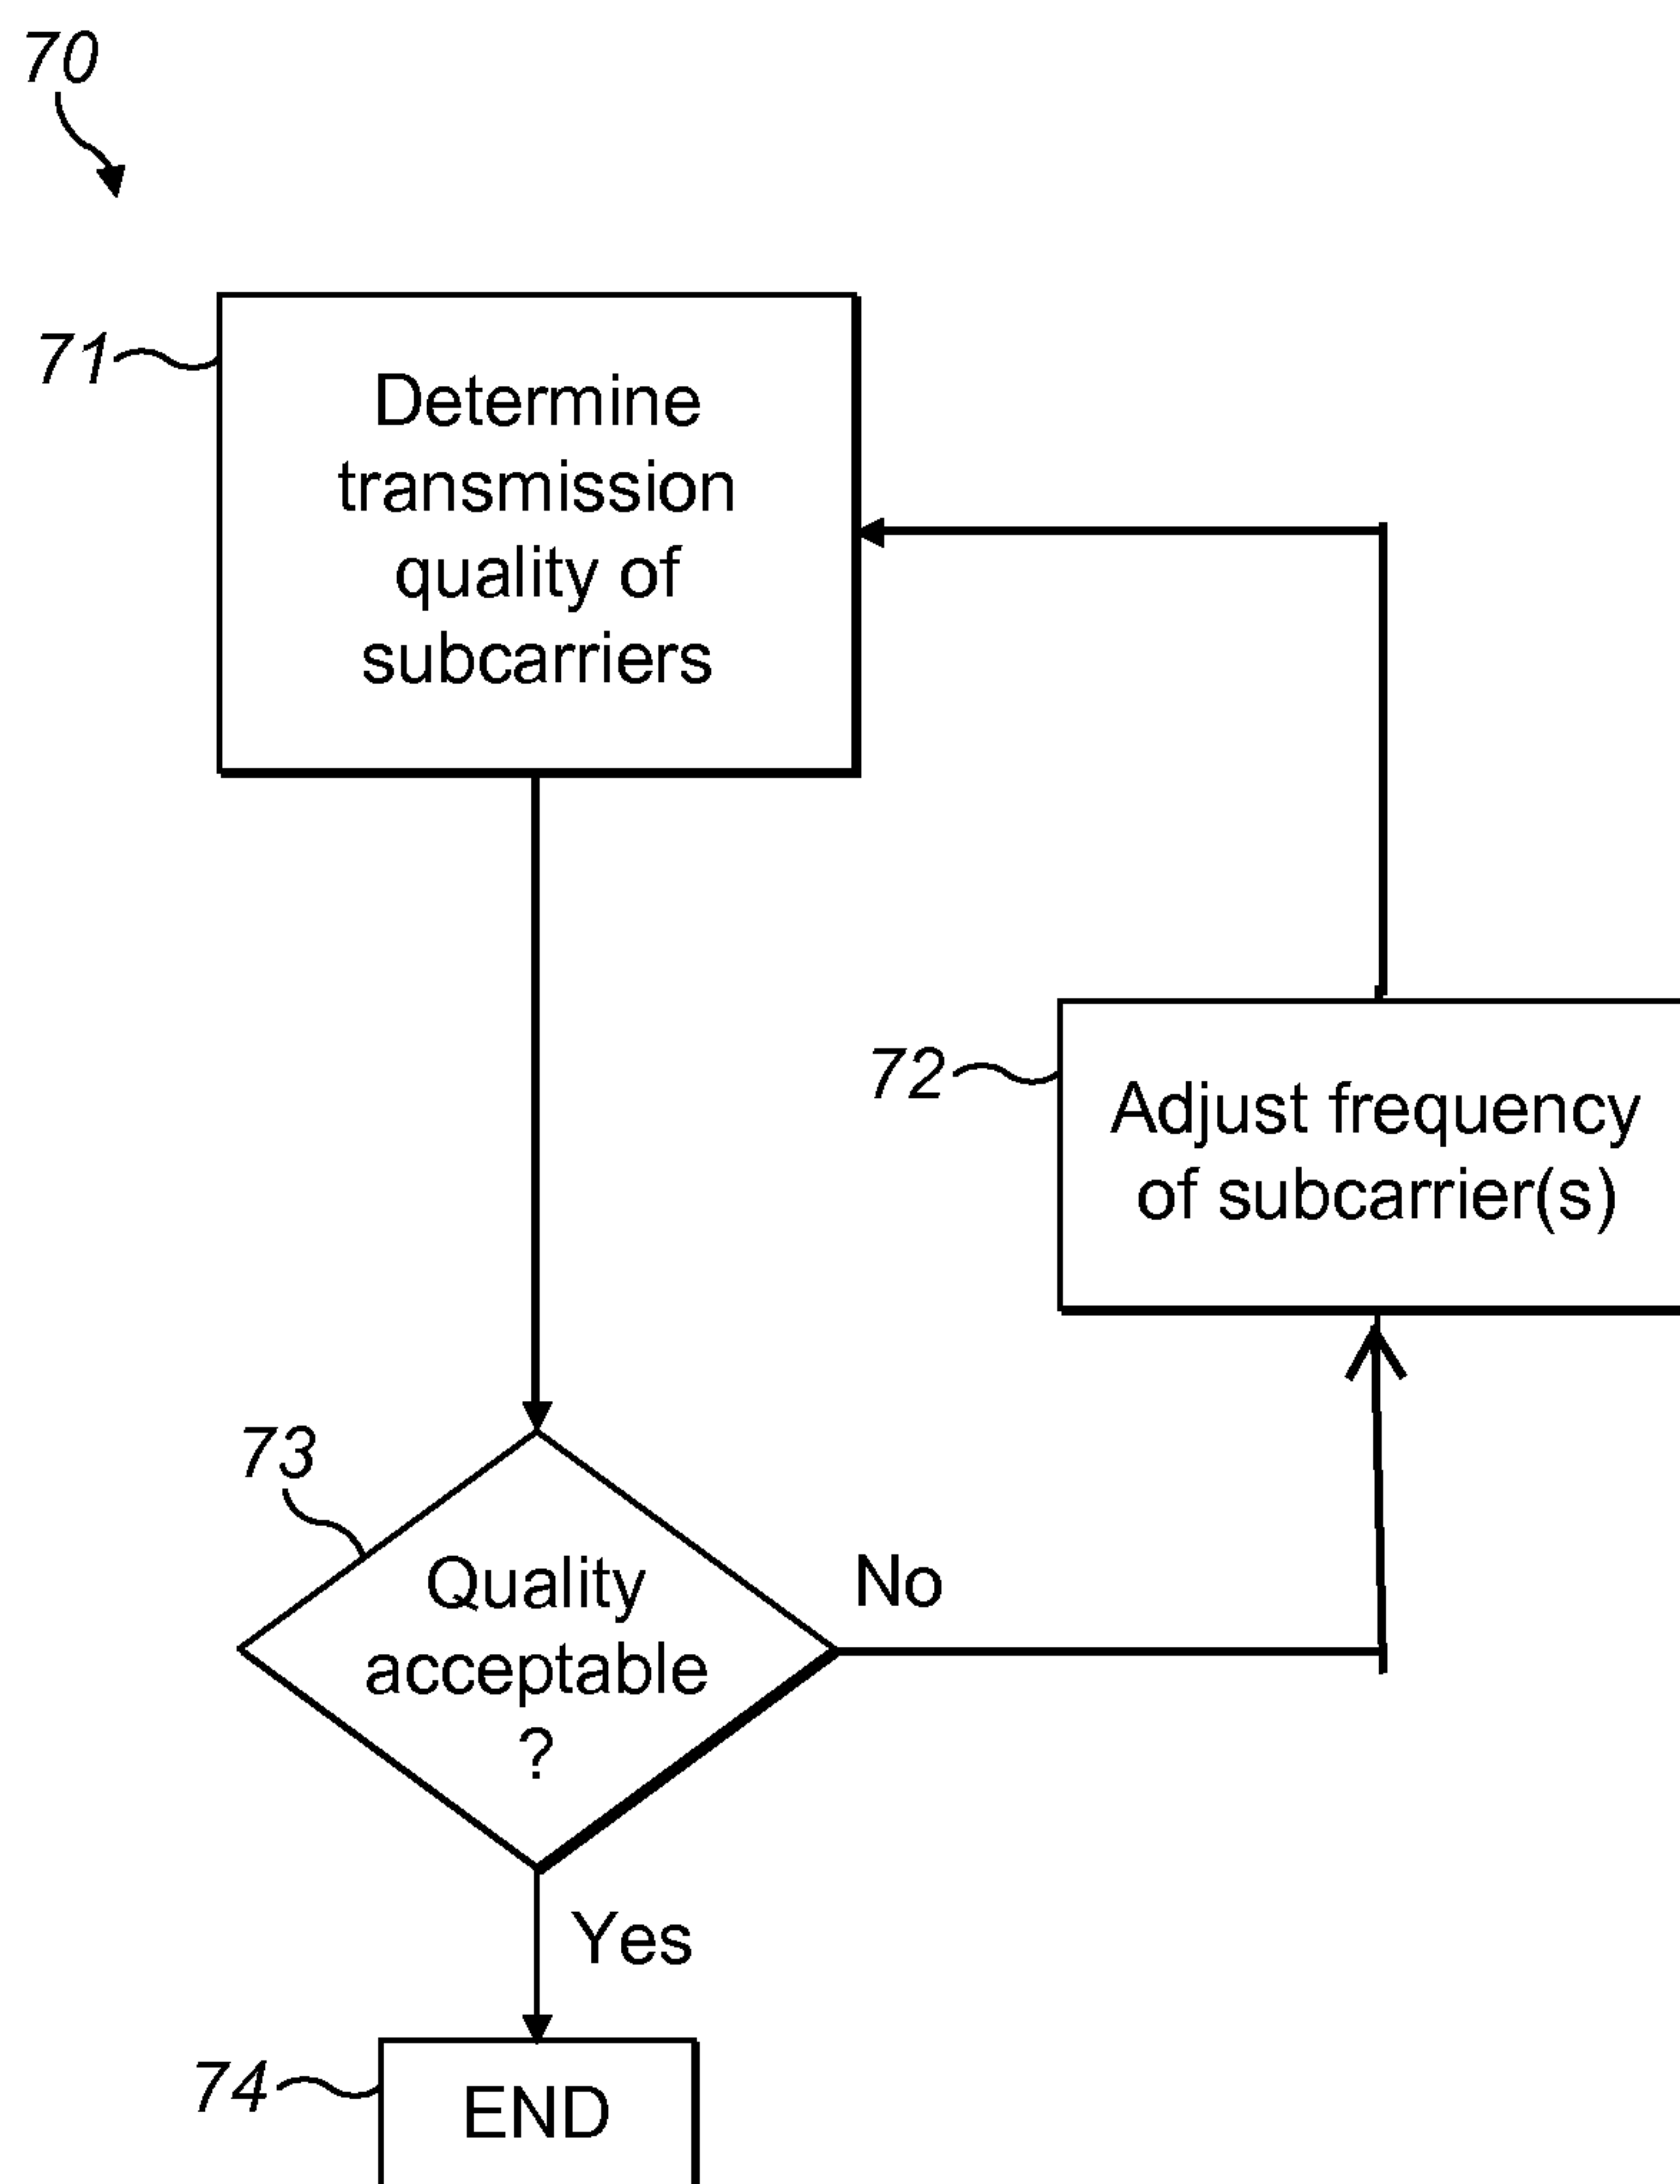 70
71
Determine
transmission
quality of
subcarriers
72
Adjust frequency
of subcarrier(s)
73
Quality
acceptable
?
No
Yes
74
END